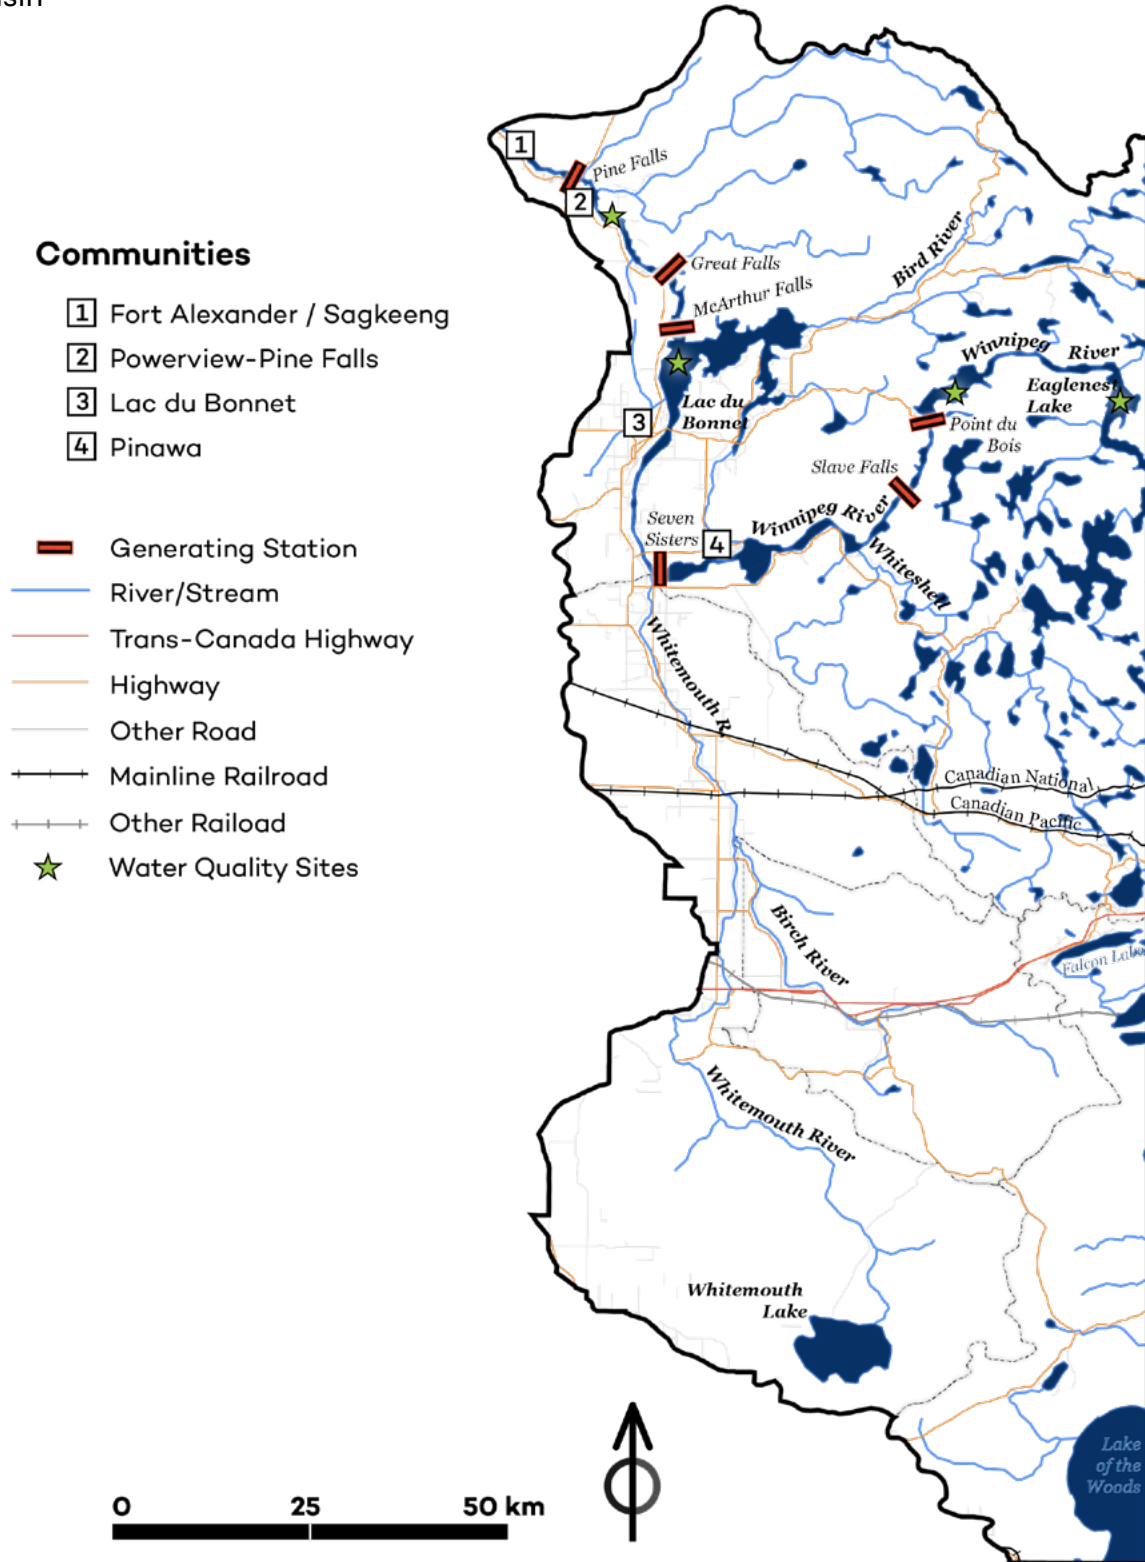 Communities
1 Fort Alexander / Sagkeeng
2 Powerview-Pine Falls
3 Lac du Bonnet
4 Pinawa
Generating Station
River/Stream
Trans-Canada Highway
Highway
Other Road
Mainline Railroad
Other Raiload
Water Quality Sites
1
Pine Falls
2
Great Falls
Bird River
McArthur Falls
Winnipeg River
Eaglenest
Lake
Lac du
Bonnet
3
Point du
Bois
Slave Falls
Seven
Sisters
4
Winnipeg River
Whiteshell
Whitemouth R.
Canadian National
Canadian Pacific
Birch River
Falcon Lake
Whitemouth River
Whitemouth
Lake
Lake
of the
Woods
0 25 50 km